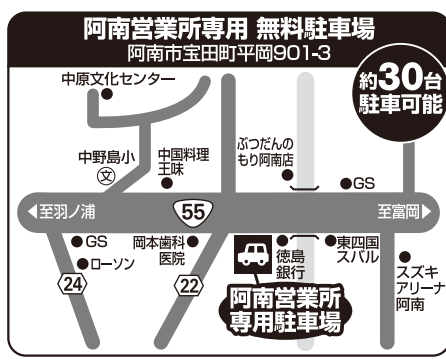 阿南営業所専用 無料駐車場
阿南市宝田町平岡901-3
約30台
駐車可能
中原文化センター
中野島小
文
中国料理
王味
ぶつだんの
もり阿南店
GS
至羽ノ浦
55
至富岡
GS
ローソン
24
岡本歯科
医院
22
徳島
銀行
東四国
スバル
スズキ
アリーナ
阿南
阿南営業所
専用駐車場